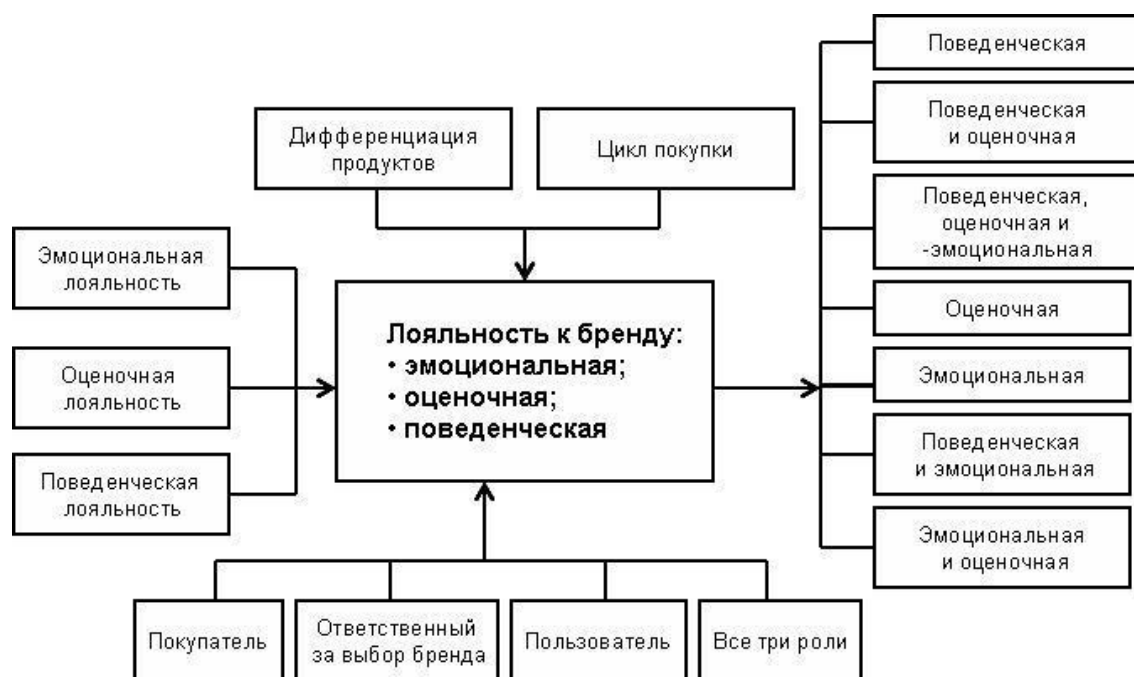 Дифференциация
продуктов
Цикл покупки
Эмоциональная
лояльность
Оценочная
лояльность
Поведенческая
лояльность
Лояльность к бренду:
• эмоциональная;
• оценочная;
• поведенческая
Покупатель
Ответственный
за выбор бренда
Пользователь
Все три роли
Поведенческая
Поведенческая
и оценочная
Поведенческая,
оценочная и
-эмоциональная
Оценочная
Эмоциональная
Поведенческая
и эмоциональная
Эмоциональная
и оценочная